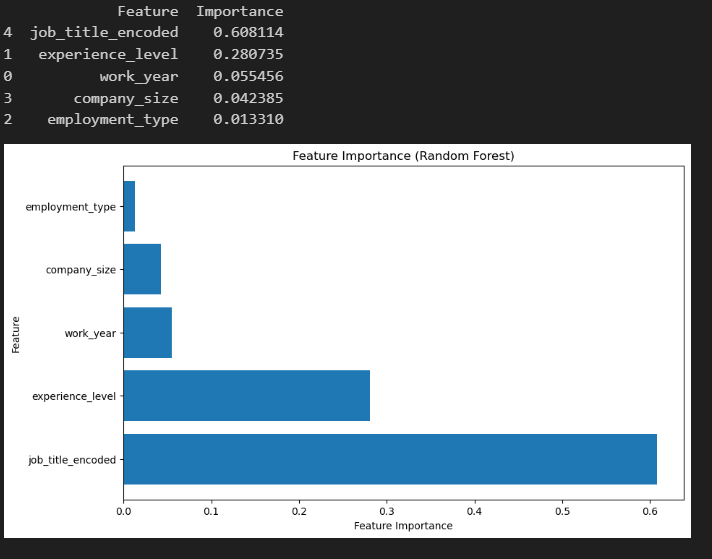 Feature Importance
4 job_title_encoded 0.608114
1 experience_level 0.280735
0 work_year 0.055456
3 company_size 0.042385
2 employment_type 0.013310
Feature Importance (Random Forest)
Feature
employment_type
company_size
work_year
experience_level
job_title_encoded
0.0 0.1 0.2 0.3 0.4 0.5 0.6
Feature Importance